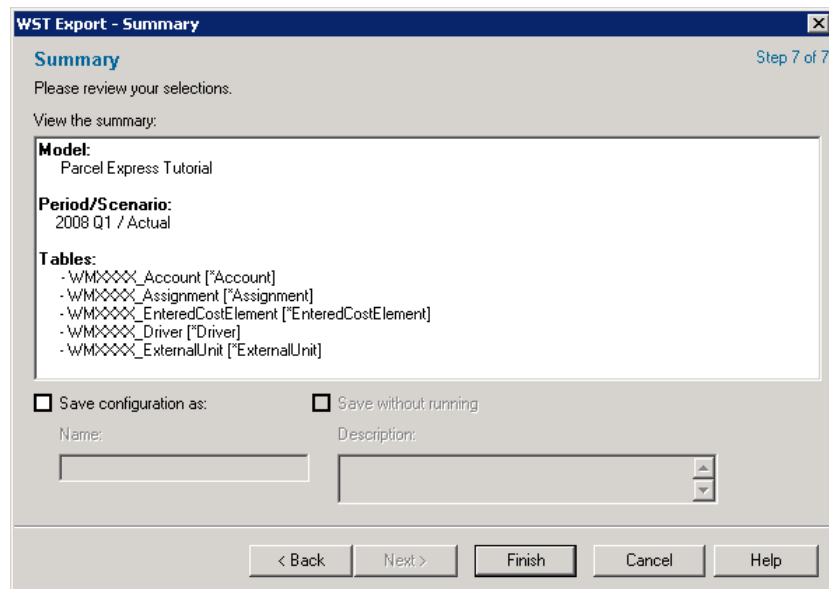 WST Export - Summary
Summary
Step 7 of 7
Please review your selections.
View the summary:
Model:
Parcel Express Tutorial
Period/Scenario:
2008 Q1 / Actual
Tables:
- WMXXXX_Account [*Account]
- WMXXXX_Assignment [*Assignment]
- WMXXXX_EnteredCostElement [*EnteredCostElement]
- WMXXXX_Driver [*Driver]
- WMXXXX_ExternalUnit [*ExternalUnit]
Save configuration as:
Save without running
Name:
Description:
< Back
Next >
Finish
Cancel
Help